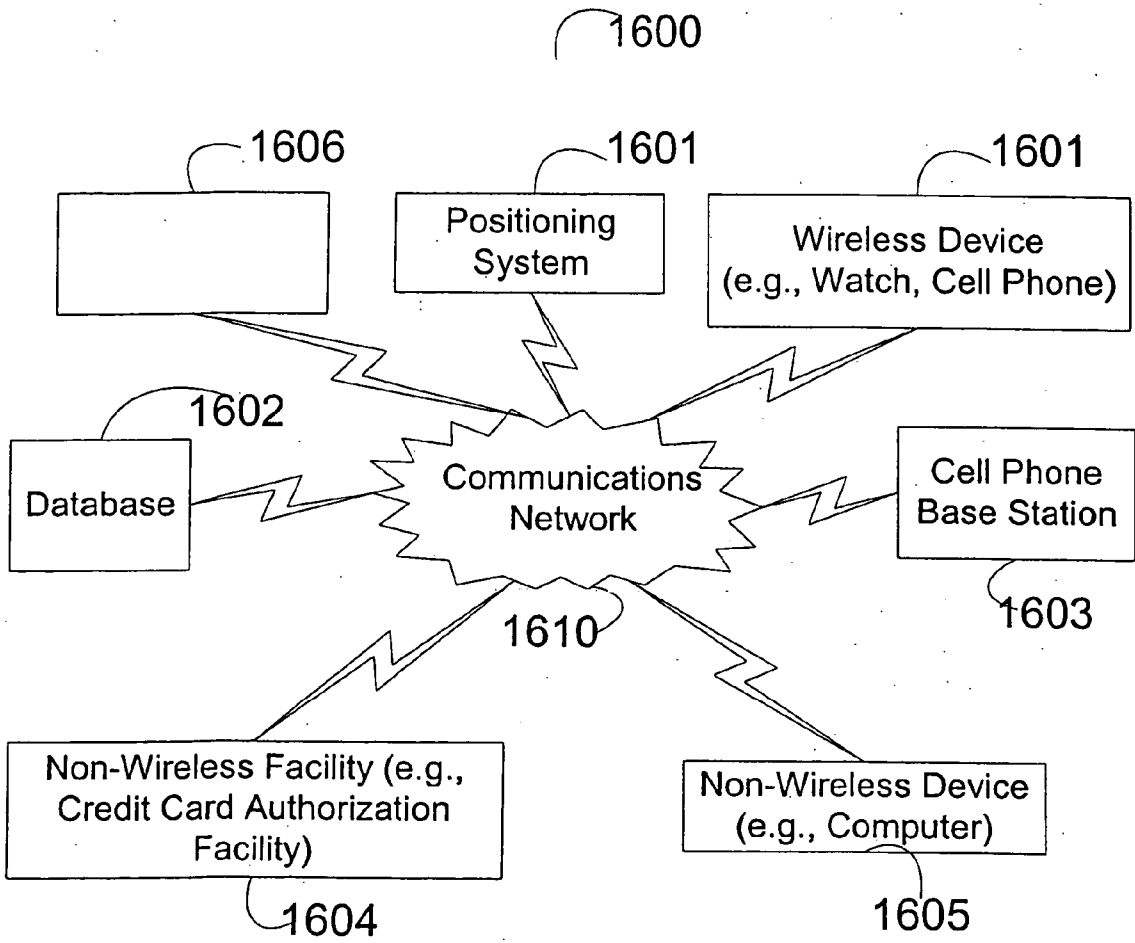 1600
1606
1601
1601
Positioning
System
Wireless Device
(e.g., Watch, Cell Phone)
1602
Database
Communications
Network
Cell Phone
Base Station
1603
1610
Non-Wireless Facility (e.g.,
Credit Card Authorization
Facility)
Non-Wireless Device
(e.g., Computer)
1604
1605